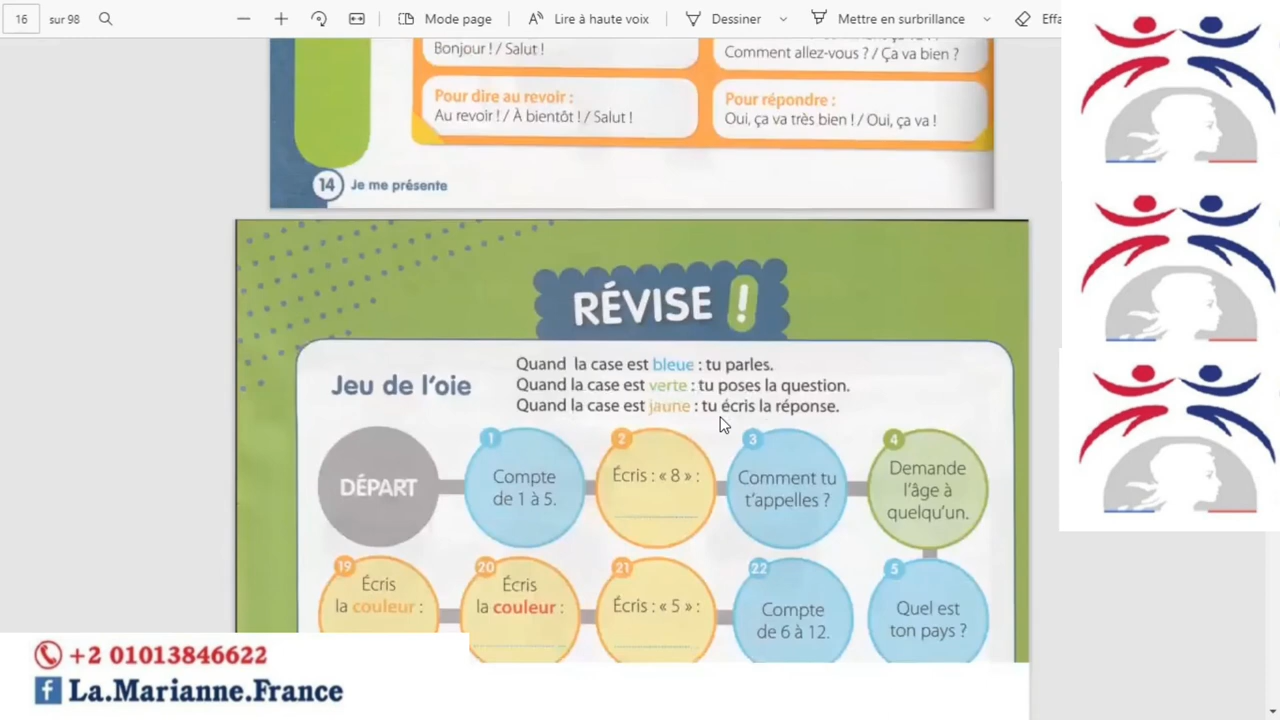 16 sur 98 Mode page Lire à haute voix Dessiner Mettre en surbrillance Effa
Bonjour ! / Salut !
Comment allez-vous ? / Ça va bien ?
Pour dire au revoir :
Au revoir ! / À bientôt ! / Salut !
Pour répondre :
Oui, ça va très bien ! / Oui, ça va !
14 Je me présente
RÉVISE !
Jeu de l'oie
Quand la case est bleue : tu parles.
Quand la case est verte : tu poses la question.
Quand la case est jaune : tu écris la réponse.
DÉPART
1
Compte
de 1 à 5.
2
Écris : « 8 » :
3
Comment tu
t'appelles ?
4
Demande
l'âge à
quelqu'un.
19
Écris
la couleur :
20
Écris
la couleur :
21
Écris : « 5 » :
22
Compte
de 6 à 12.
5
Quel est
ton pays ?
+2 01013846622
La.Marianne.France